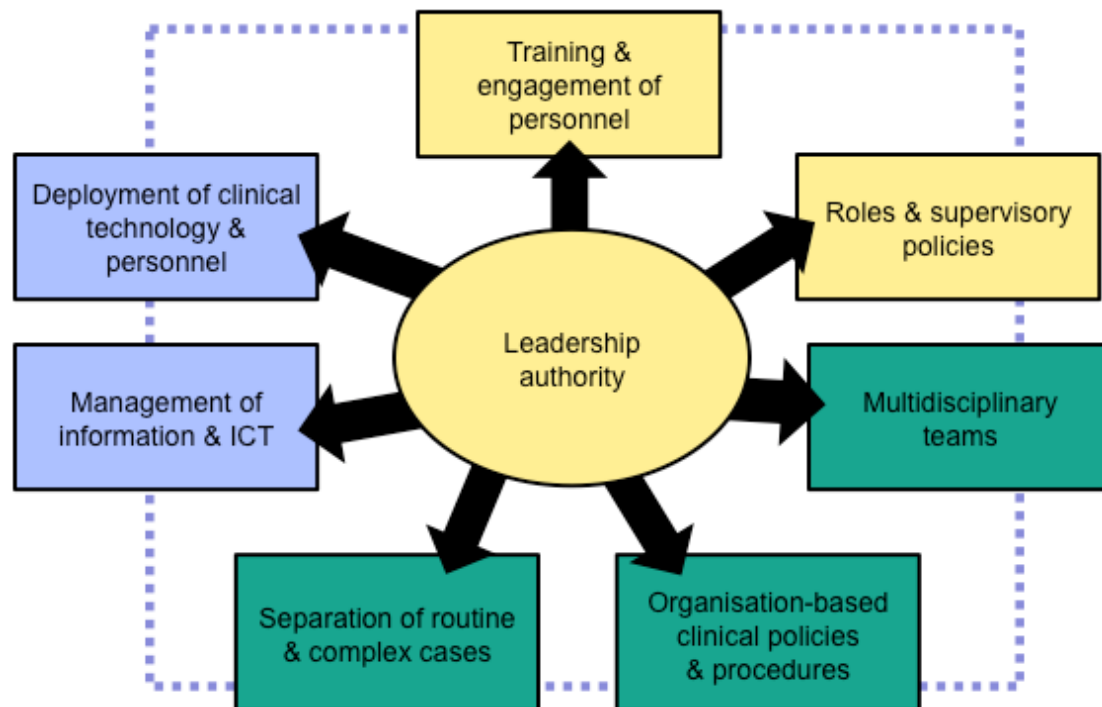 Training &
engagement of
personnel
Deployment of clinical
technology &
personnel
Roles & supervisory
policies
Leadership
authority
Management of
information & ICT
Multidisciplinary
teams
Separation of routine
& complex cases
Organisation-based
clinical policies
& procedures